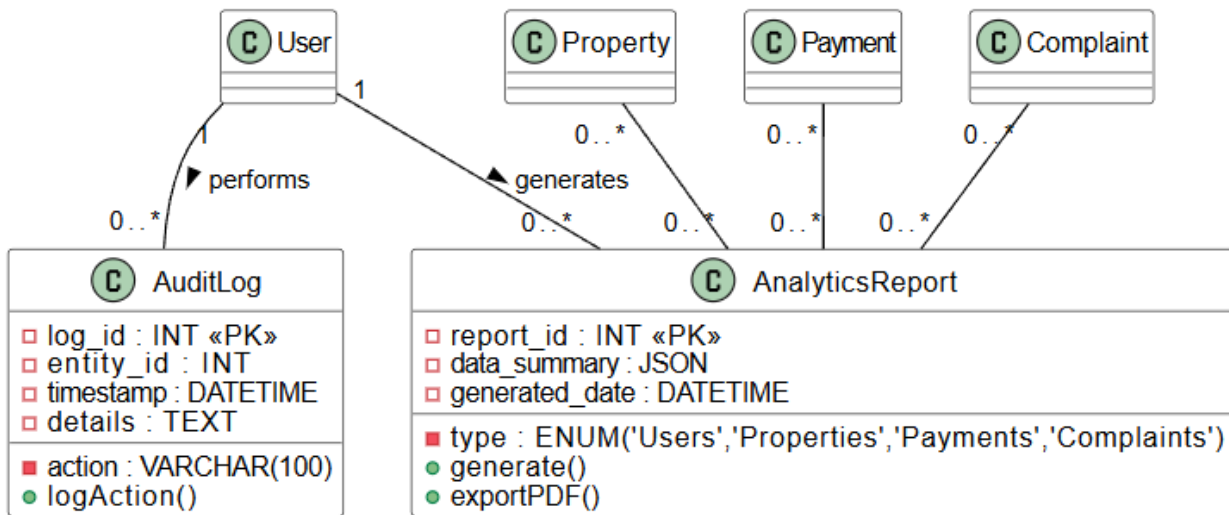 C User
C Property
C Payment
C Complaint
1
1
0..*
0..*
0..*
performs
generates
0..*
0..*
0..*
0..*
0..*
C AuditLog
log_id : INT «PK»
entity_id : INT
timestamp : DATETIME
details : TEXT
action : VARCHAR(100)
logAction()
C AnalyticsReport
report_id : INT «PK»
data_summary : JSON
generated_date : DATETIME
type : ENUM('Users','Properties','Payments','Complaints')
generate()
exportPDF()